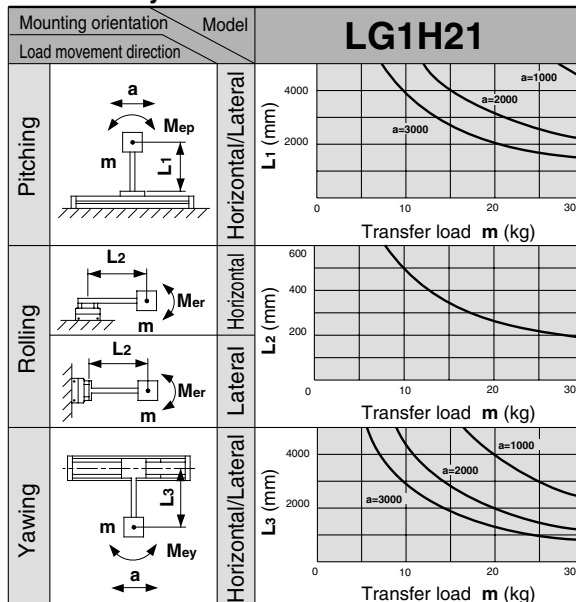 Mounting orientation
Model
Load movement direction
LG1H21
Pitching
a
Mep
m
L1
Horizontal/Lateral
L1 (mm)
4000
2000
a=1000
a=2000
a=3000
0
10
20
30
Transfer load m (kg)
Rolling
L2
Mer
m
Horizontal
L2
Mer
m
Lateral
L2 (mm)
600
400
200
0
10
20
30
Transfer load m (kg)
Yawing
L3
m
Mey
a
Horizontal/Lateral
L3 (mm)
4000
2000
a=1000
a=2000
a=3000
0
10
20
30
Transfer load m (kg)